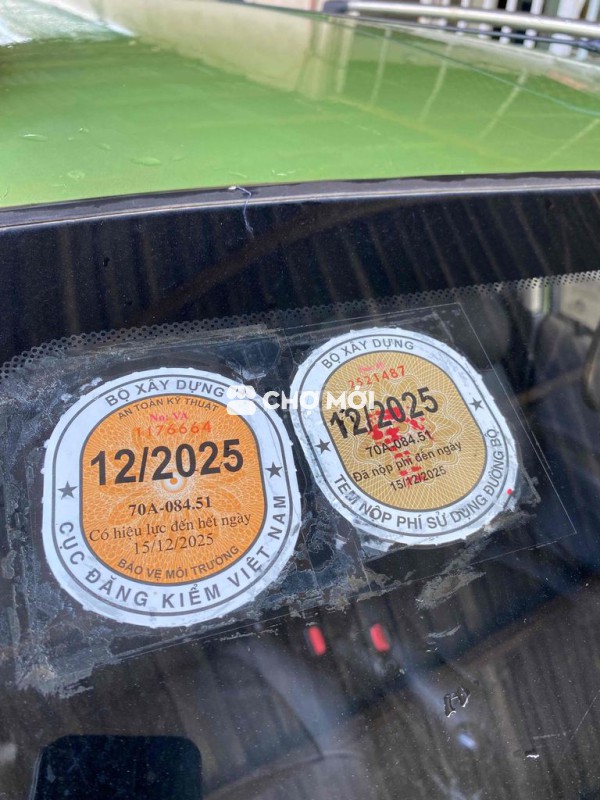 BỘ XÂY DỰNG
AN TOÀN KỸ THUẬT
No: VA
1176664
12/2025
70A-084.51
Có hiệu lực đến hết ngày
15/12/2025
BẢO VỆ MÔI TRƯỜNG
CỤC ĐĂNG KIỂM VIỆT NAM
BỘ XÂY DỰNG
2521487
12/2025
70A-084.51
Đã nộp phí đến ngày
15/12/2025
TEM NỘP PHÍ SỬ DỤNG ĐƯỜNG BỘ
CHỢ MỚI